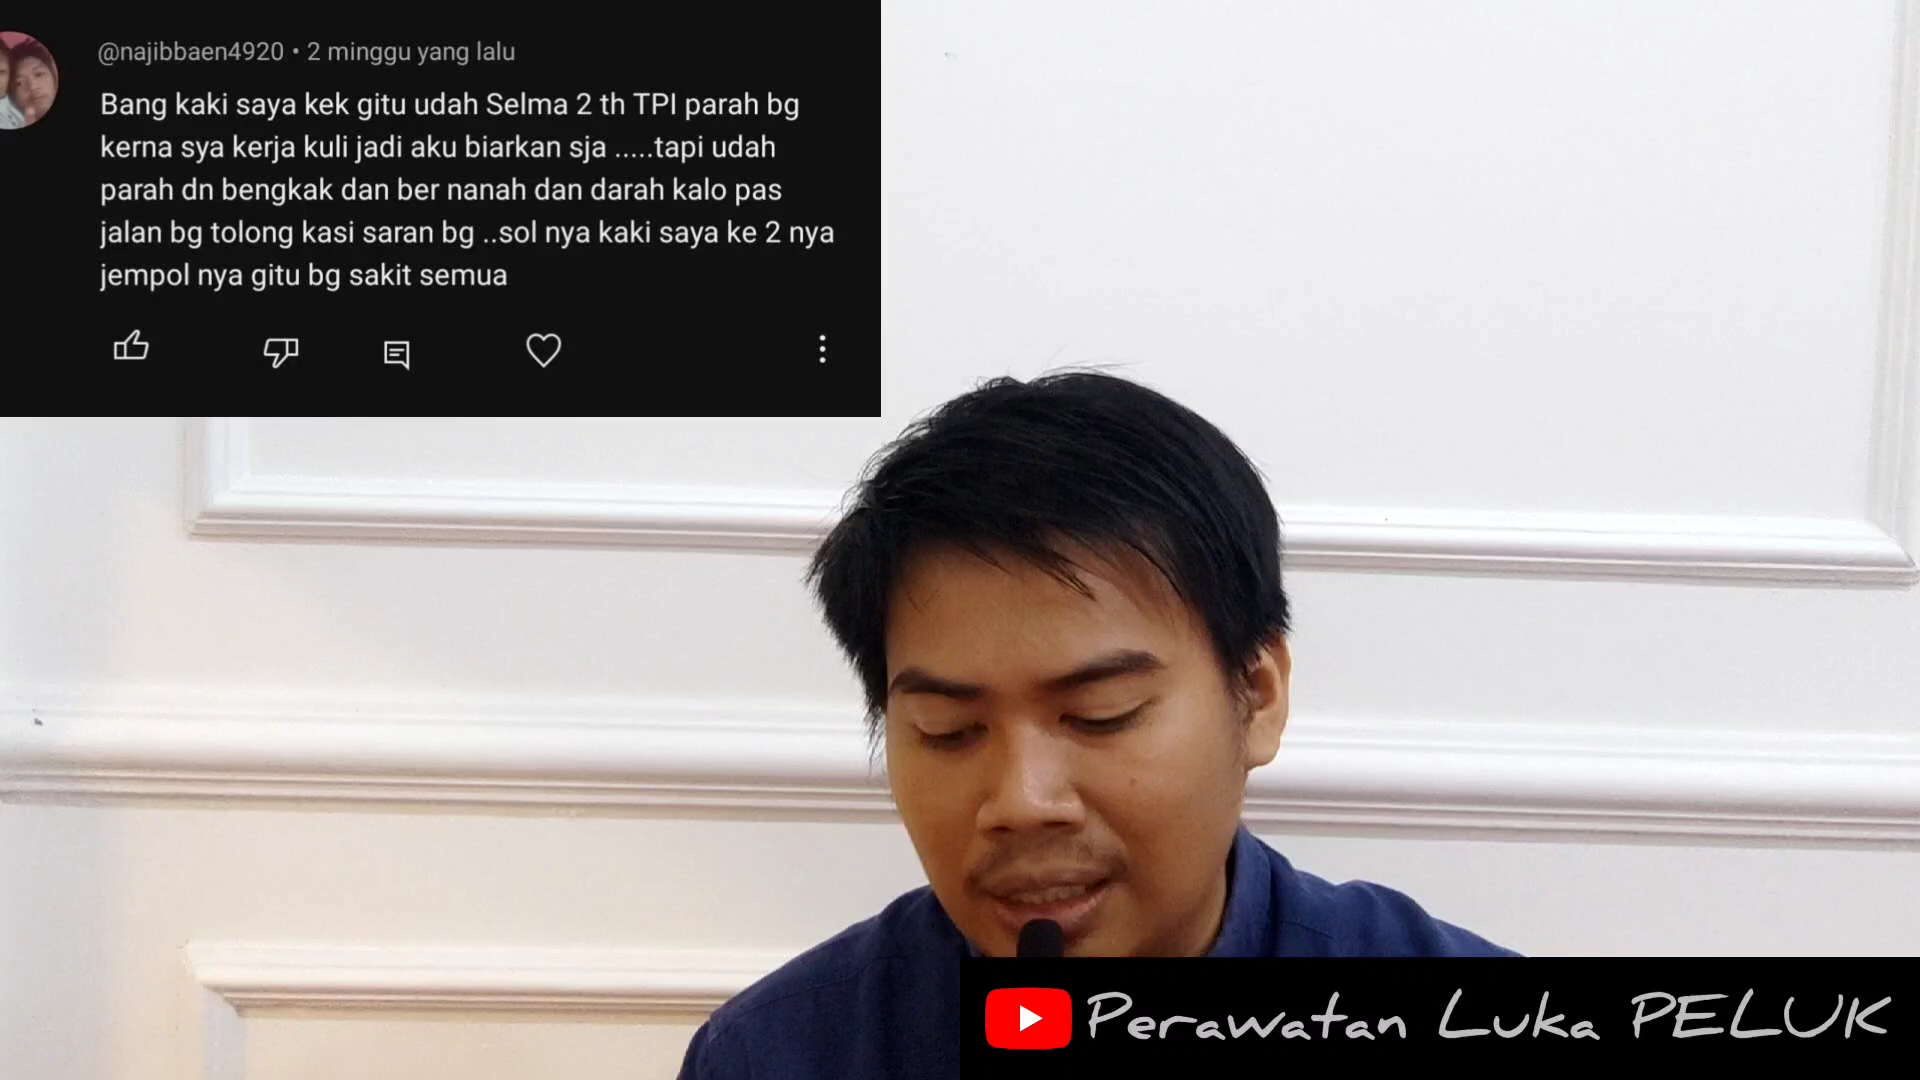 @najibbaen4920 • 2 minggu yang lalu
Bang kaki saya kek gitu udah Selma 2 th TPI parah bg
kerna sya kerja kuli jadi aku biarkan sja .....tapi udah
parah dn bengkak dan ber nanah dan darah kalo pas
jalan bg tolong kasi saran bg ..sol nya kaki saya ke 2 nya
jempol nya gitu bg sakit semua
Perawatan Luka PELUK